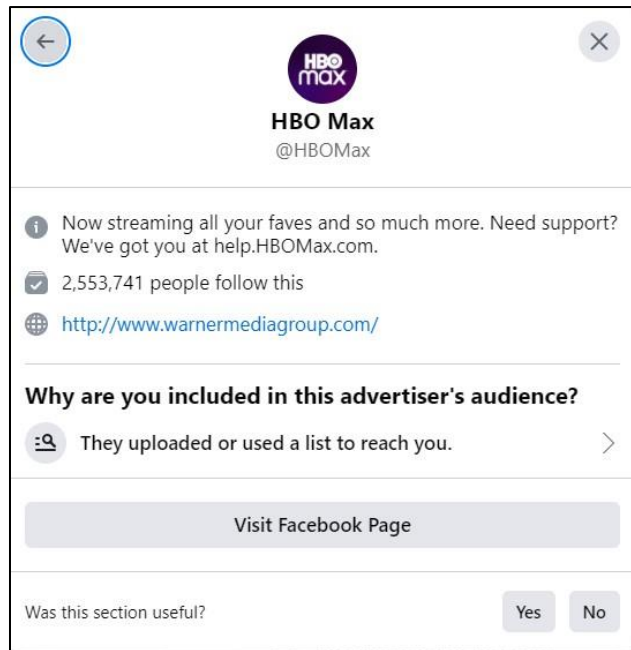 HBO
max
HBO Max
@HBOMax
Now streaming all your faves and so much more. Need support?
We've got you at help.HBOMax.com.
2,553,741 people follow this
http://www.warnermediagroup.com/
Why are you included in this advertiser's audience?
They uploaded or used a list to reach you.
Visit Facebook Page
Was this section useful? Yes No